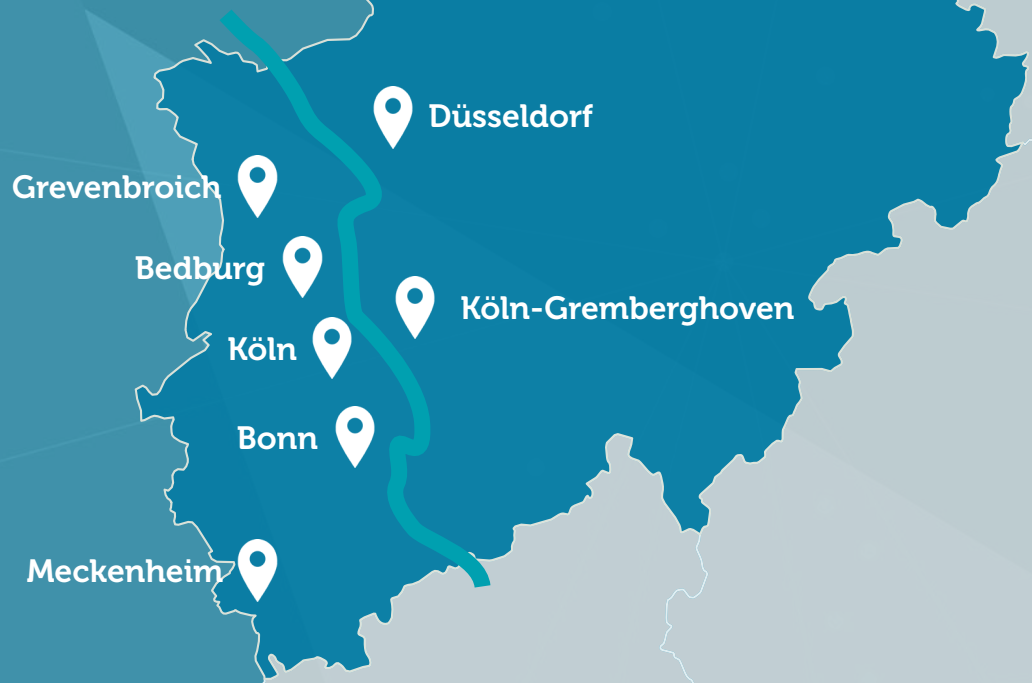 Düsseldorf
Grevenbroich
Bedburg
Köln-Gremberghoven
Köln
Bonn
Meckenheim